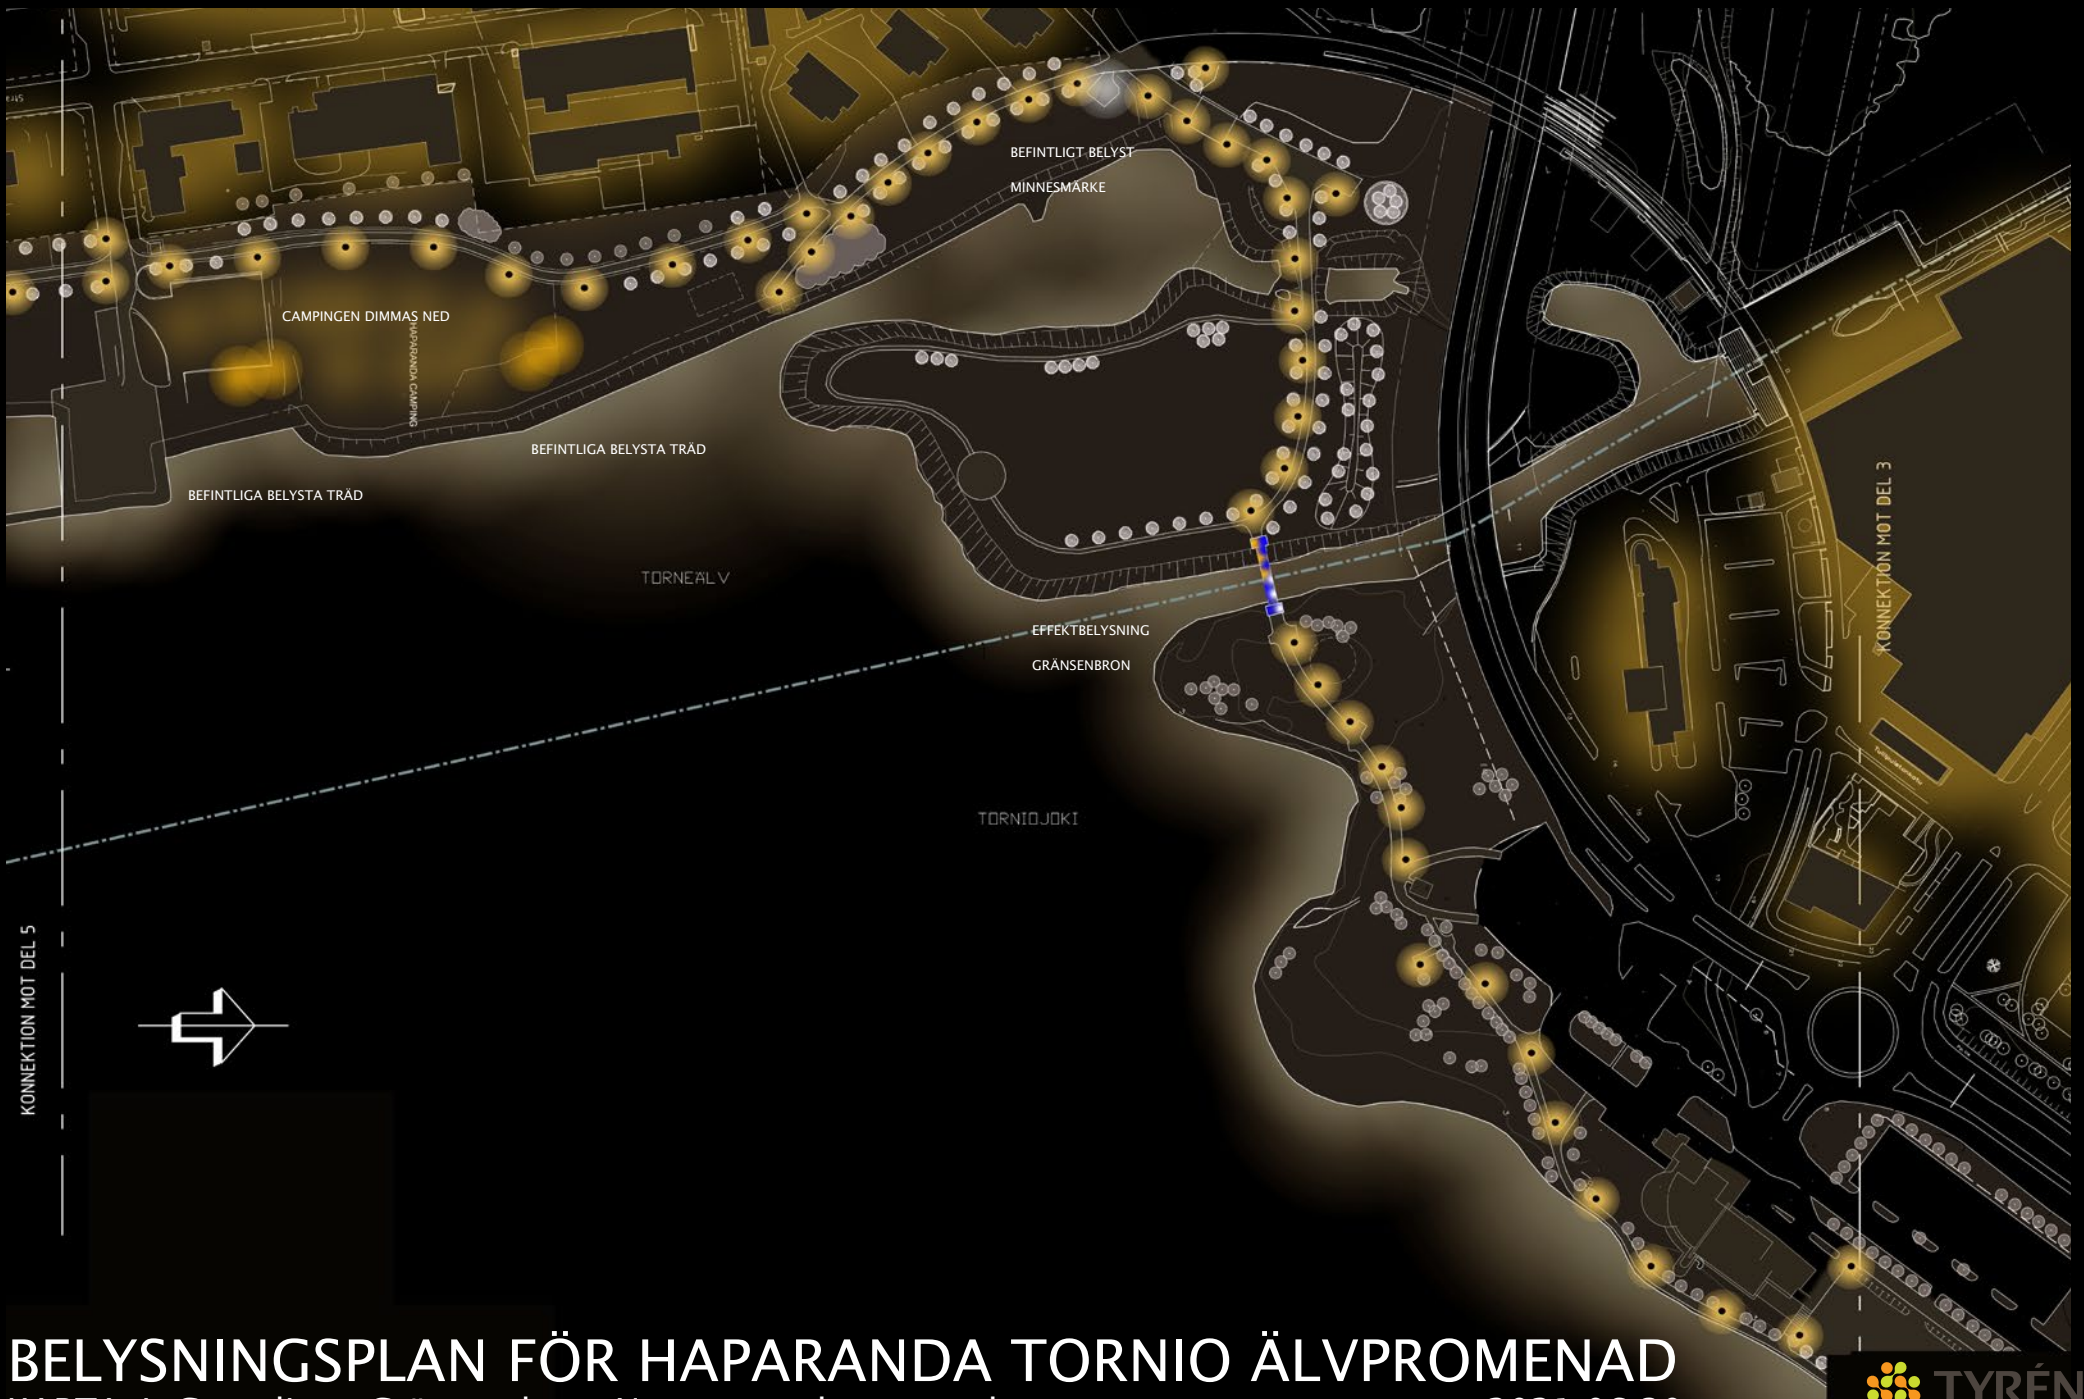 BEFINTLIGT BELYST
MINNESMÄRKE
CAMPINGEN DIMMAS NED
HAPARANDA CAMPING
BEFINTLIGA BELYSTA TRÄD
BEFINTLIGA BELYSTA TRÄD
TORNEÄLV
EFFEKTBELYSNING
GRÄNSENBRON
KONNEKTION MOT DEL 3
TORNIOJOKI
KONNEKTION MOT DEL 5
BELYSNINGSPLAN FÖR HAPARANDA TORNIO ÄLVPROMENAD
TYRÉN